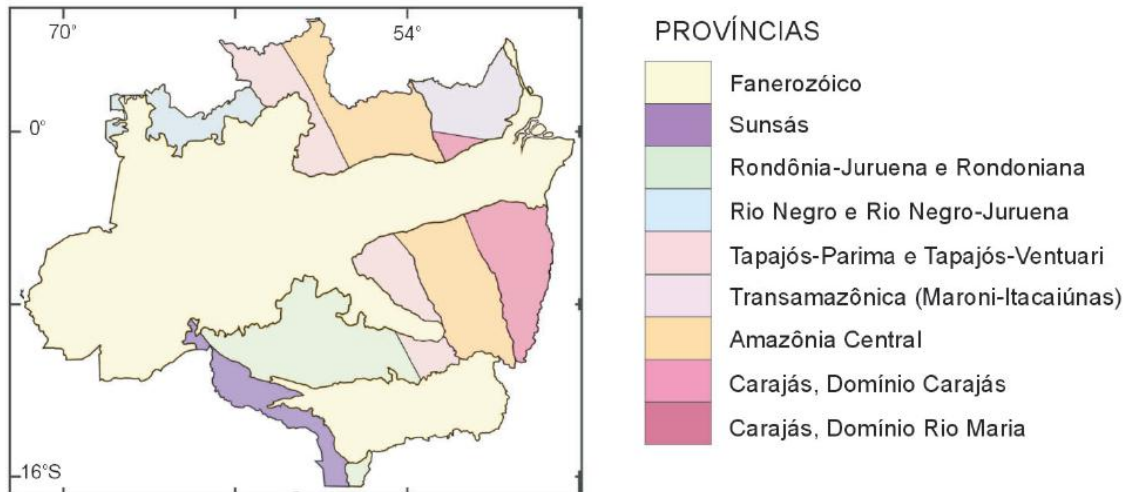 70°
54°
0°
16°S
PROVÍNCIAS
Fanerozóico
Sunsás
Rondônia-Juruena e Rondoniana
Rio Negro e Rio Negro-Juruena
Tapajós-Parima e Tapajós-Ventuari
Transamazônica (Maroni-Itacaiúnas)
Amazônia Central
Carajás, Domínio Carajás
Carajás, Domínio Rio Maria